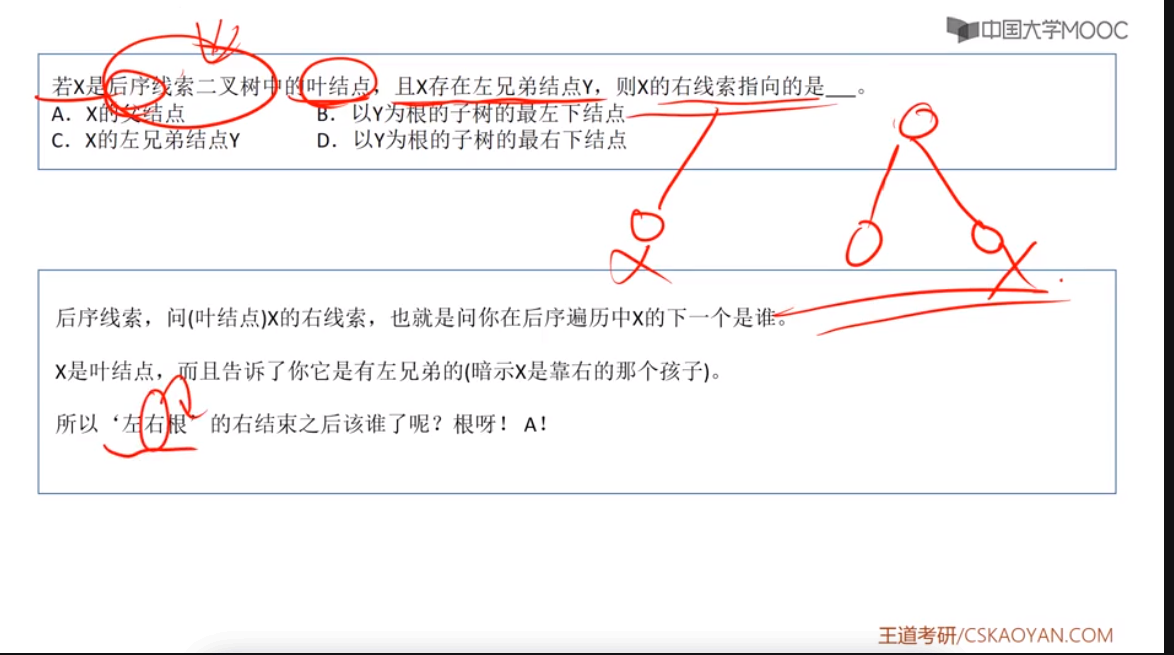 中国大学MOOC
若X是后序线索二叉树中的叶结点，且X存在左兄弟结点Y，则X的右线索指向的是___。
A．X的父结点 B．以Y为根的子树的最左下结点
C．X的左兄弟结点Y D．以Y为根的子树的最右下结点
X
后序线索，问(叶结点)X的右线索，也就是问你在后序遍历中X的下一个是谁。
X是叶结点，而且告诉了你它是有左兄弟的(暗示X是靠右的那个孩子)。
所以‘左右根’的右结束之后该谁了呢？根呀！A！
王道考研/CSKAOYAN.COM